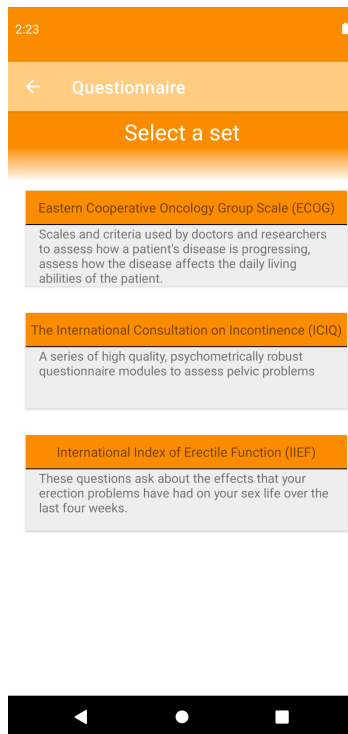 2:23
Questionnaire
Select a set
Eastern Cooperative Oncology Group Scale (ECOG)
Scales and criteria used by doctors and researchers
to assess how a patient's disease is progressing,
assess how the disease affects the daily living
abilities of the patient.
The International Consultation on Incontinence (ICIQ)
A series of high quality, psychometrically robust
questionnaire modules to assess pelvic problems
International Index of Erectile Function (IIEF)
These questions ask about the effects that your
erection problems have had on your sex life over the
last four weeks.